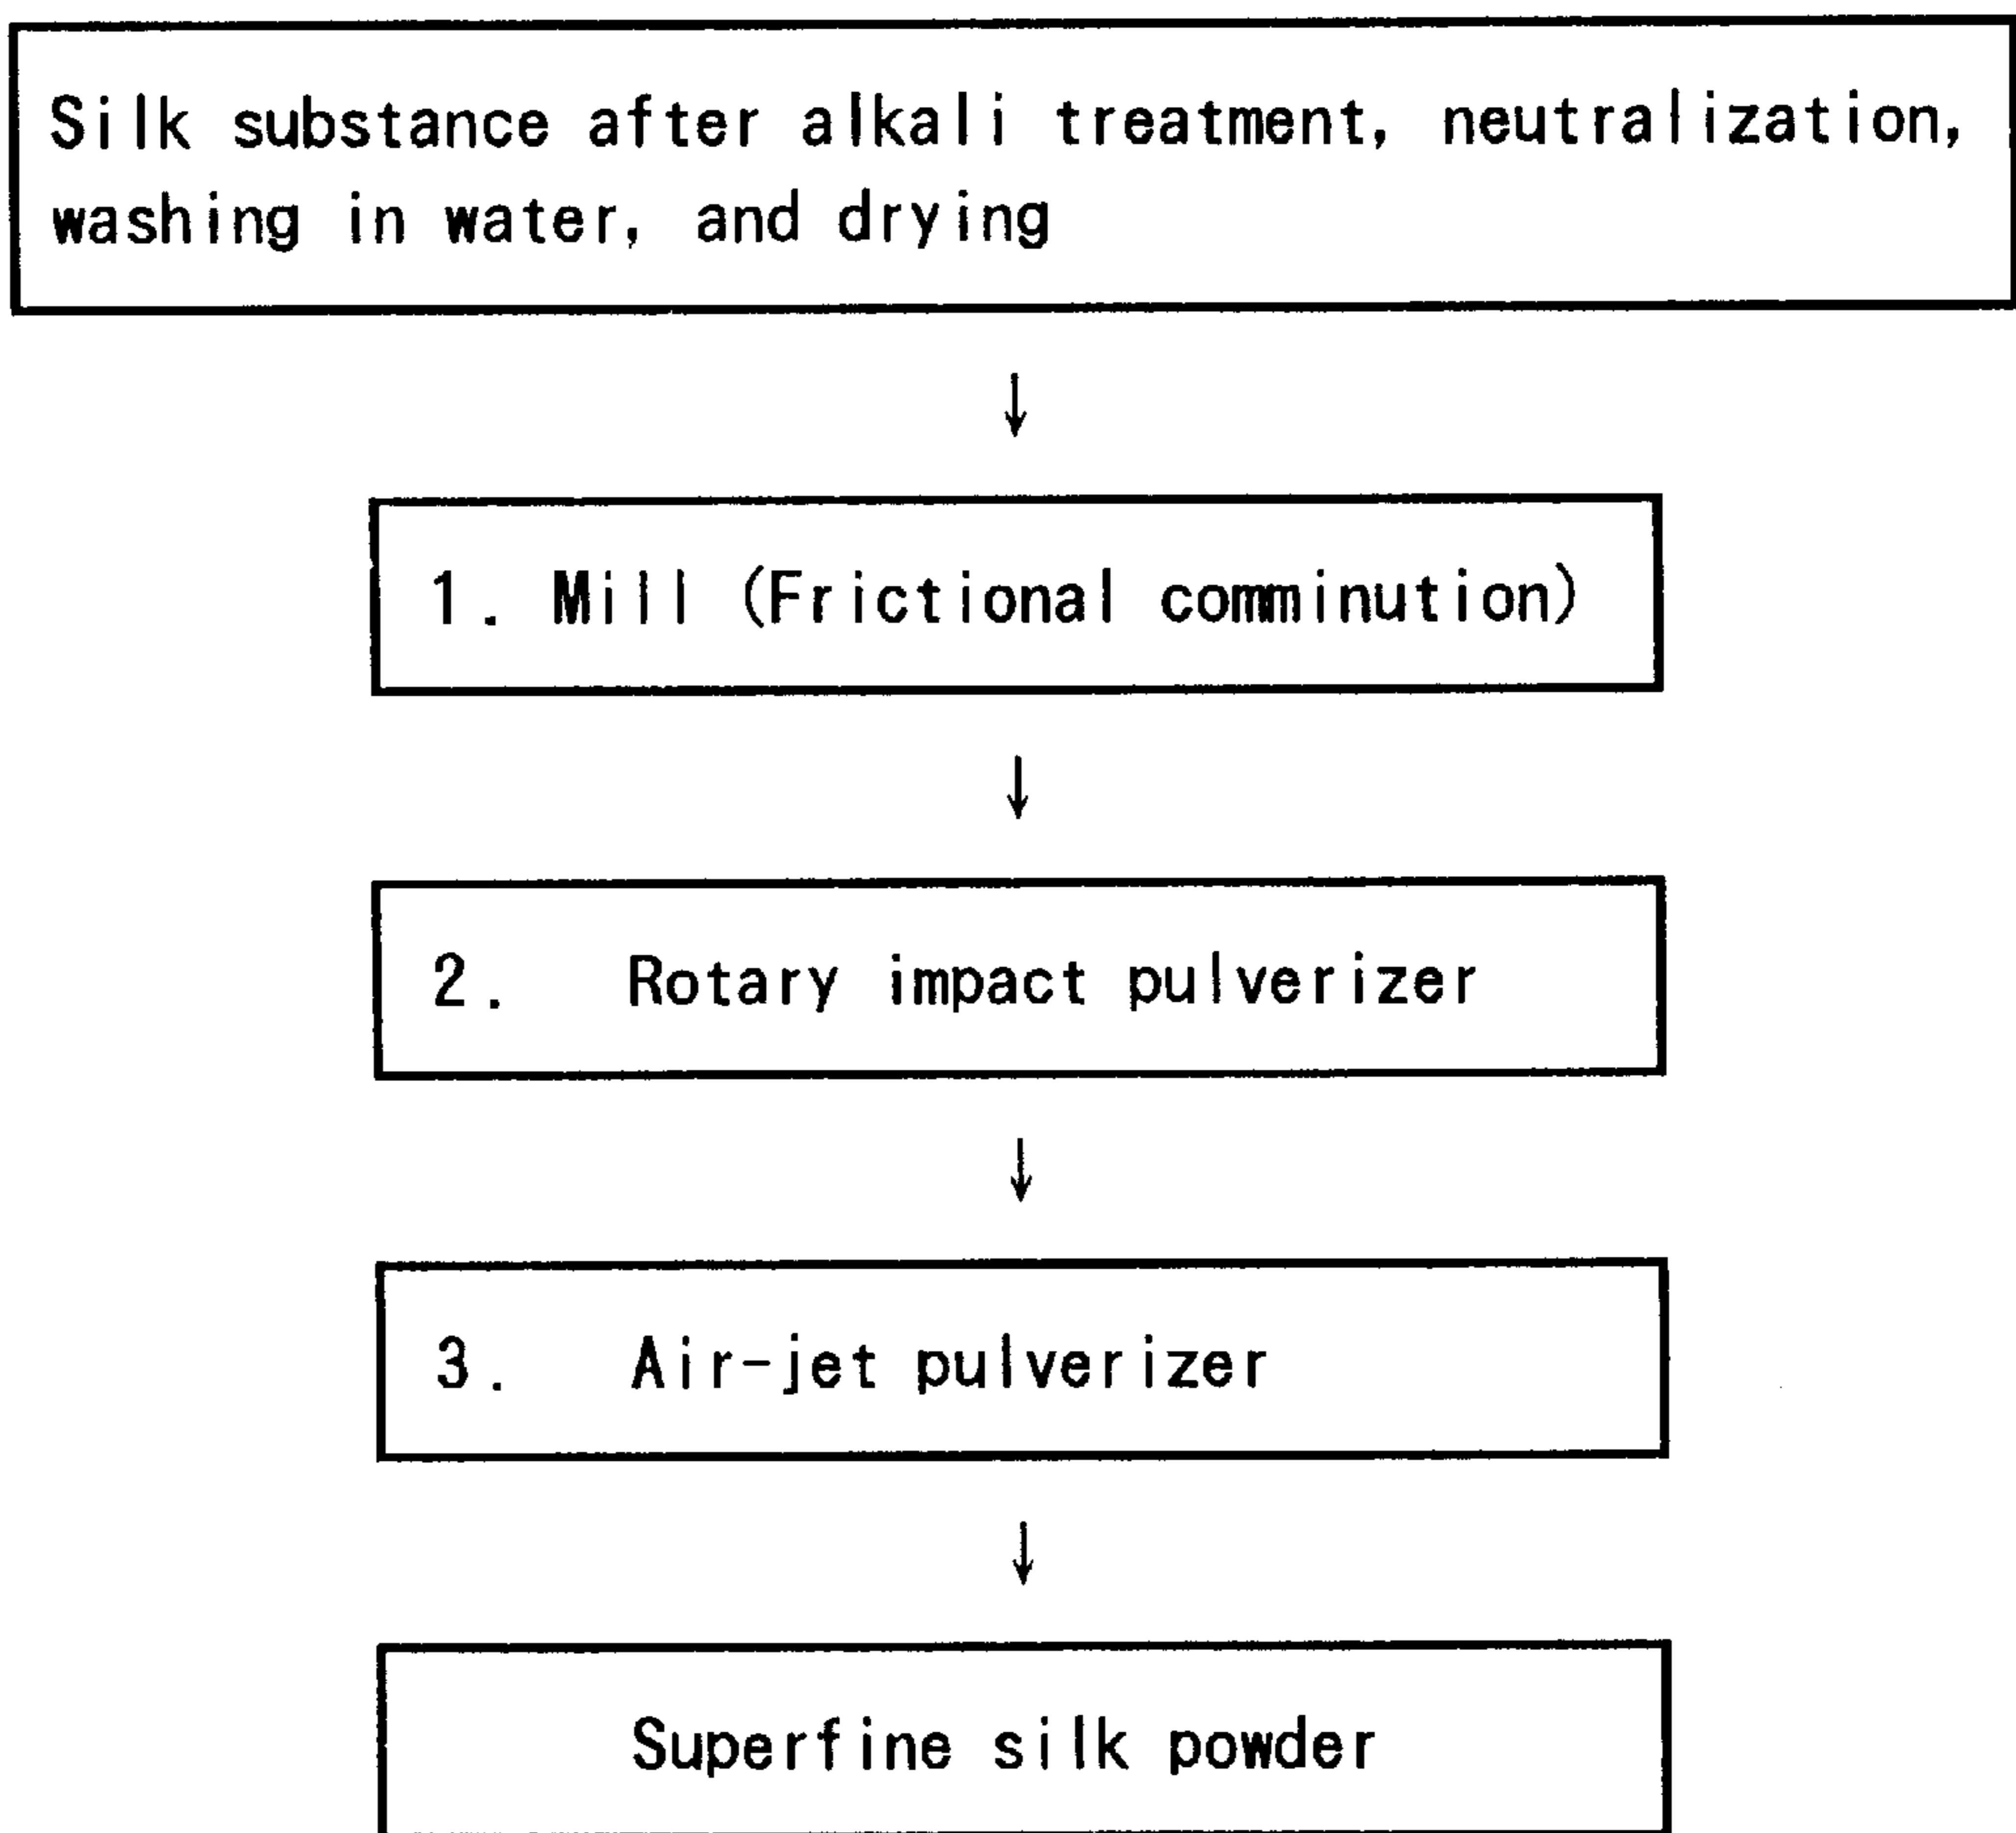 Silk substance after alkali treatment, neutralization,
washing in water, and drying
↓
1. Mill (Frictional comminution)
↓
2. Rotary impact pulverizer
↓
3. Air-jet pulverizer
↓
Superfine silk powder